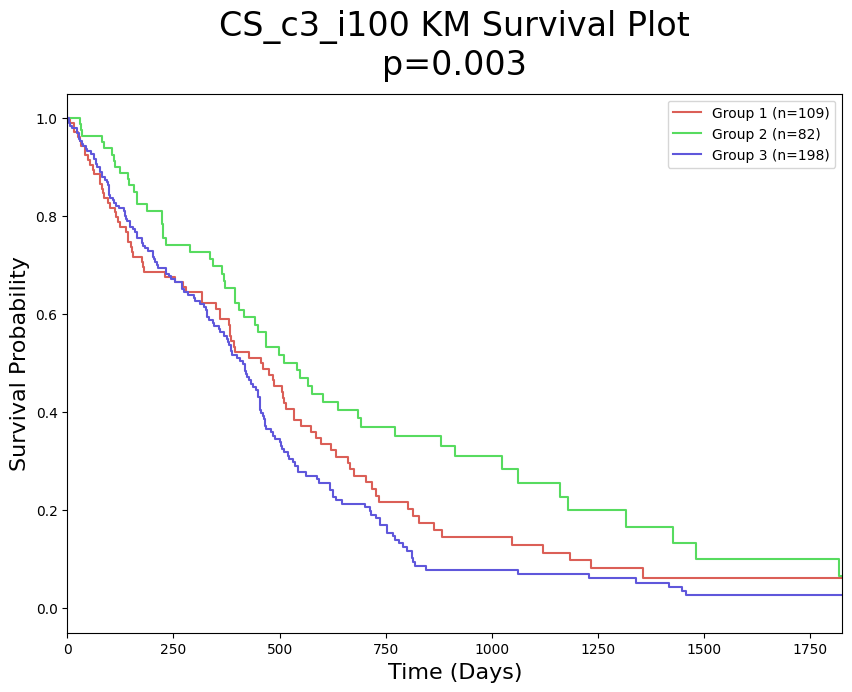 CS_c3_i100 KM Survival Plot
p=0.003
Group 1 (n=109)
Group 2 (n=82)
Group 3 (n=198)
Survival Probability
1.0
0.8
0.6
0.4
0.2
0.0
0 250 500 750 1000 1250 1500 1750
Time (Days)